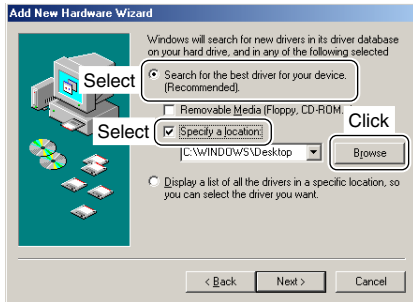 Add New Hardware Wizard
Windows will search for new drivers in its driver database
on your hard drive, and in any of the following selected
Select
Search for the best driver for your device.
(Recommended).
Removable Media (Floppy, CD-ROM
Click
Select
Specify a location:
C:\WINDOWS\Desktop
Browse
Display a list of all the drivers in a specific location, so
you can select the driver you want.
< Back
Next >
Cancel